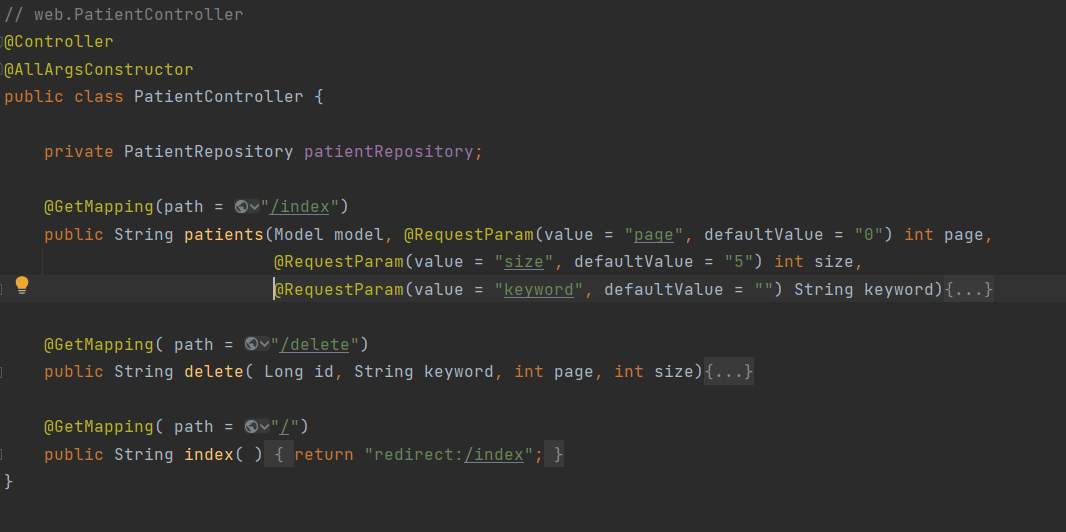 // web.PatientController
@Controller
@AllArgsConstructor
public class PatientController {
private PatientRepository patientRepository;
@GetMapping(path = "/index")
public String patients(Model model, @RequestParam(value = "page", defaultValue = "0") int page,
@RequestParam(value = "size", defaultValue = "5") int size,
@RequestParam(value = "keyword", defaultValue = "") String keyword){...}
@GetMapping( path = "/delete")
public String delete( Long id, String keyword, int page, int size){...}
@GetMapping( path = "/")
public String index( ) { return "redirect:/index"; }
}